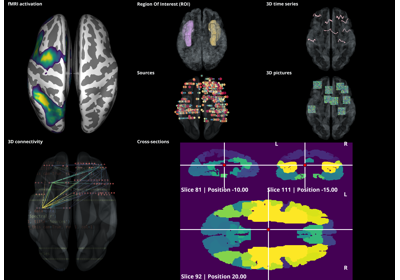 fMRI activation
Region Of Interest (ROI)
3D time series
Sources
3D pictures
3D connectivity
Cross-sections
L R
Slice 81 | Position -10.00 Slice 111 | Position -15.00
L
R
Slice 92 | Position 20.00